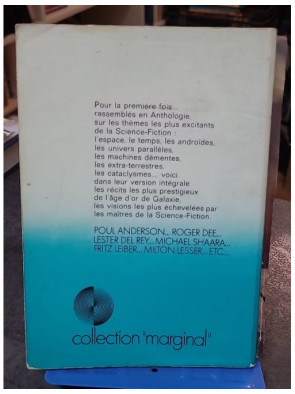 Pour la première fois...
rassemblés en Anthologie,
sur les thèmes les plus excitants
de la Science-Fiction :
l'espace, le temps, les androïdes,
les univers parallèles,
les machines démentes,
les extra-terrestres,
les cataclysmes... voici
dans leur version intégrale
les récits les plus prestigieux
de l'âge d'or de Galaxie,
les visions les plus échevelées par
les maîtres de la Science-Fiction.
POUL ANDERSON... ROGER DEE...
LESTER DEL REY... MICHAEL SHAARA...
FRITZ LEIBER... MILTON LESSER... ETC...
collection "marginal"